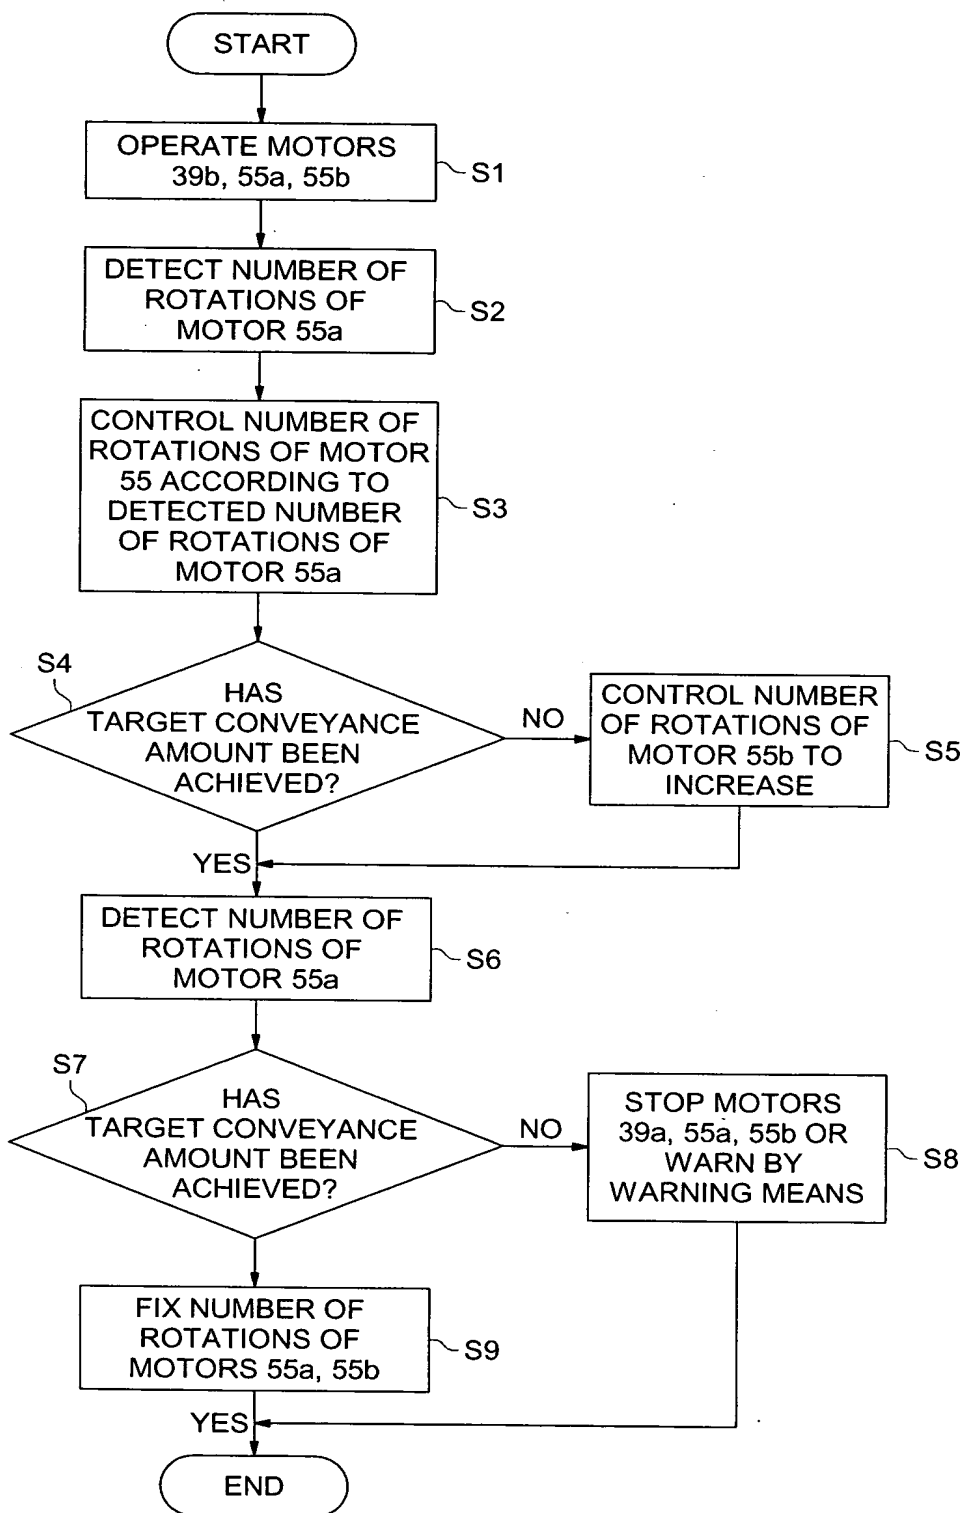 START
OPERATE MOTORS
39b, 55a, 55b
S1
DETECT NUMBER OF
ROTATIONS OF
MOTOR 55a
S2
CONTROL NUMBER OF
ROTATIONS OF MOTOR
55 ACCORDING TO
DETECTED NUMBER
OF ROTATIONS OF
MOTOR 55a
S3
S4
HAS
TARGET CONVEYANCE
AMOUNT BEEN
ACHIEVED?
NO
CONTROL NUMBER
OF ROTATIONS OF
MOTOR 55b TO
INCREASE
S5
YES
DETECT NUMBER OF
ROTATIONS OF
MOTOR 55a
S6
S7
HAS
TARGET CONVEYANCE
AMOUNT BEEN
ACHIEVED?
NO
STOP MOTORS
39a, 55a, 55b OR
WARN BY
WARNING MEANS
S8
FIX NUMBER OF
ROTATIONS OF
MOTORS 55a, 55b
S9
YES
END